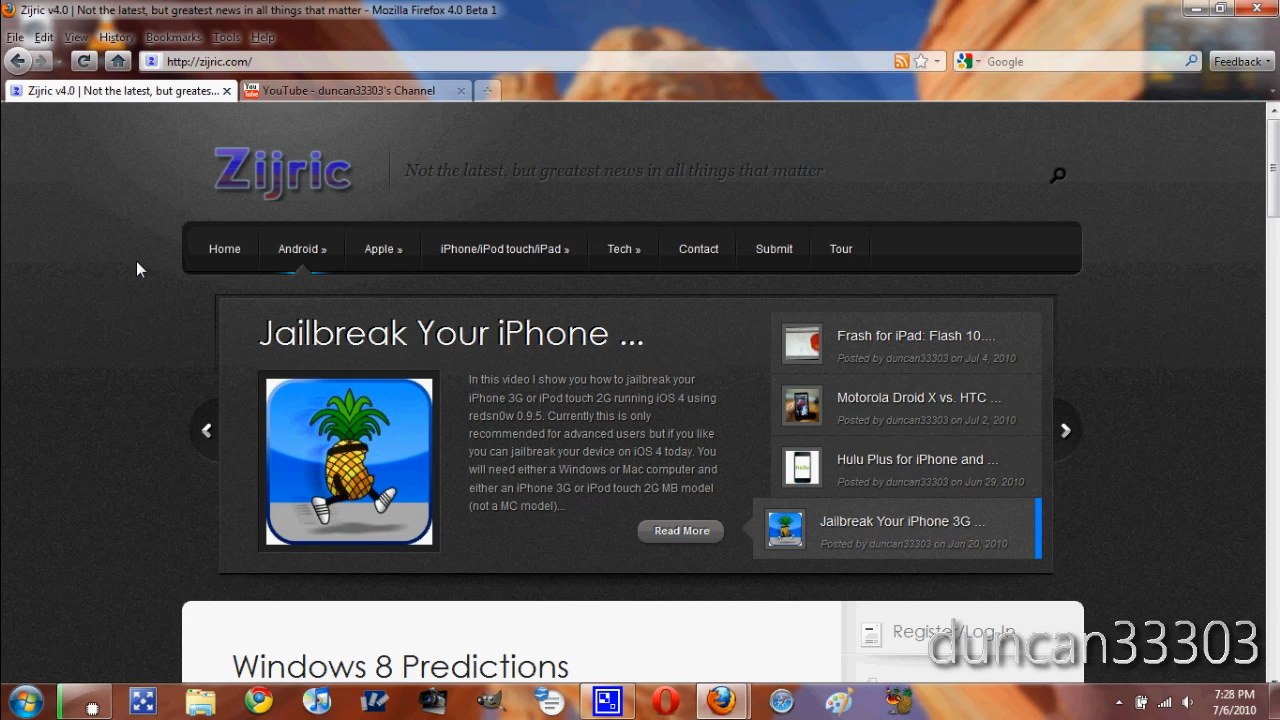 Zijric v4.0 | Not the latest, but greatest news in all things that matter - Mozilla Firefox 4.0 Beta 1
File Edit View History Bookmarks Tools Help
http://zijric.com/
Google
Feedback
Zijric v4.0 | Not the latest, but greates...
You Tube
YouTube - duncan33303's Channel
Zijric
Not the latest, but greatest news in all things that matter
Home Android » Apple » iPhone/iPod touch/iPad » Tech » Contact Submit Tour
Jailbreak Your iPhone ...
In this video I show you how to jailbreak your
iPhone 3G or iPod touch 2G running iOS 4 using
redsn0w 0.9.5. Currently this is only
recommended for advanced users but if you like
you can jailbreak your device on iOS 4 today. You
will need either a Windows or Mac computer and
either an iPhone 3G or iPod touch 2G MB model
(not a MC model)...
Read More
Frash for iPad: Flash 10....
Posted by duncan33303 on Jul 4, 2010
Motorola Droid X vs. HTC ...
Posted by duncan33303 on Jul 2, 2010
hulu
Hulu Plus for iPhone and ...
Posted by duncan33303 on Jun 29, 2010
Jailbreak Your iPhone 3G ...
Posted by duncan33303 on Jun 20, 2010
Register/Log In
Windows 8 Predictions
duncan33303
7:28 PM
7/6/2010